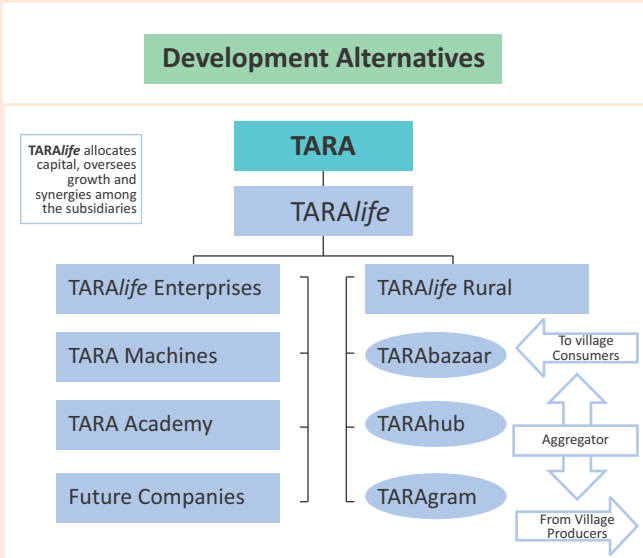 Development Alternatives
TARAlife allocates
capital, oversees
growth and
synergies among
the subsidiaries
TARA
TARAlife
TARAlife Enterprises
TARA Machines
TARA Academy
Future Companies
TARAlife Rural
TARAbazaar
TARAhub
TARAgram
To village
Consumers
Aggregator
From Village
Producers